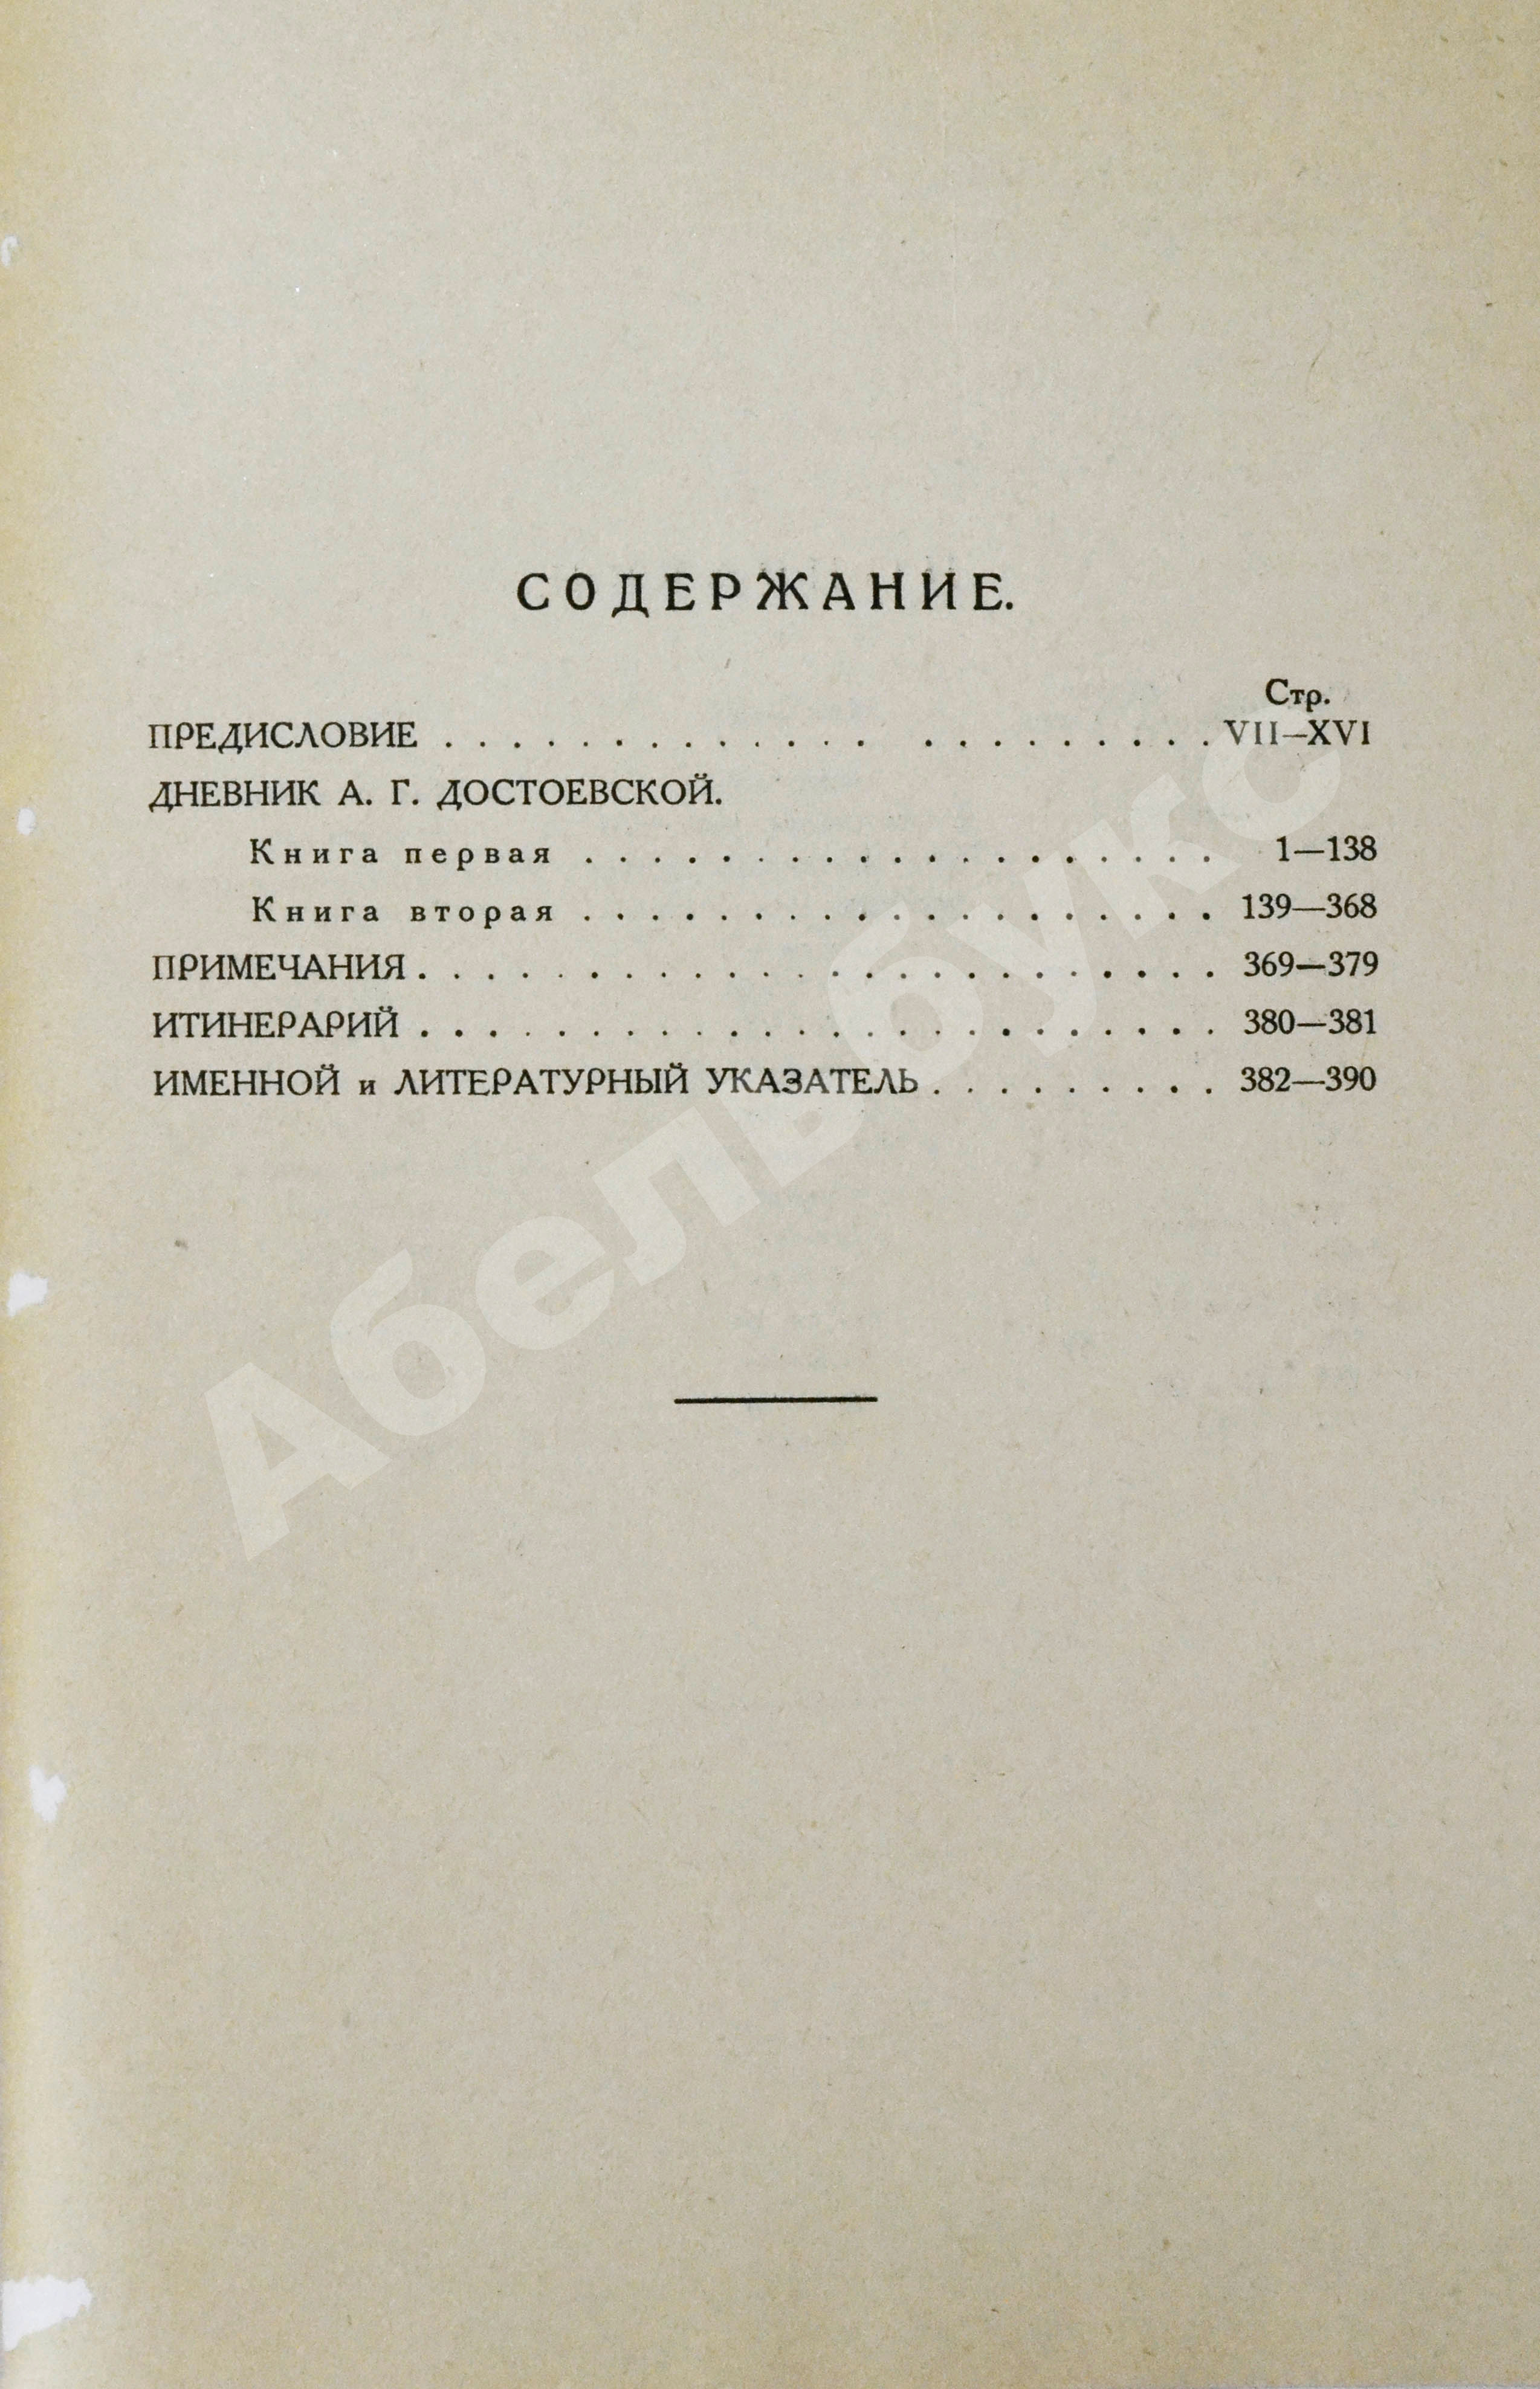 СОДЕРЖАНИЕ.
Стр.
ПРЕДИСЛОВИЕ . . . . . . . . . . . . . . . . . . . . . . VII—XVI
ДНЕВНИК А. Г. ДОСТОЕВСКОЙ.
Книга первая . . . . . . . . . . . . . . . . . . . 1—138
Книга вторая . . . . . . . . . . . . . . . . . . . 139—368
ПРИМЕЧАНИЯ . . . . . . . . . . . . . . . . . . . . . . . . 369—379
ИТИНЕРАРИЙ . . . . . . . . . . . . . . . . . . . . . . . . 380—381
ИМЕННОЙ и ЛИТЕРАТУРНЫЙ УКАЗАТЕЛЬ . . . . . . . . . 382—390
Абельбукс